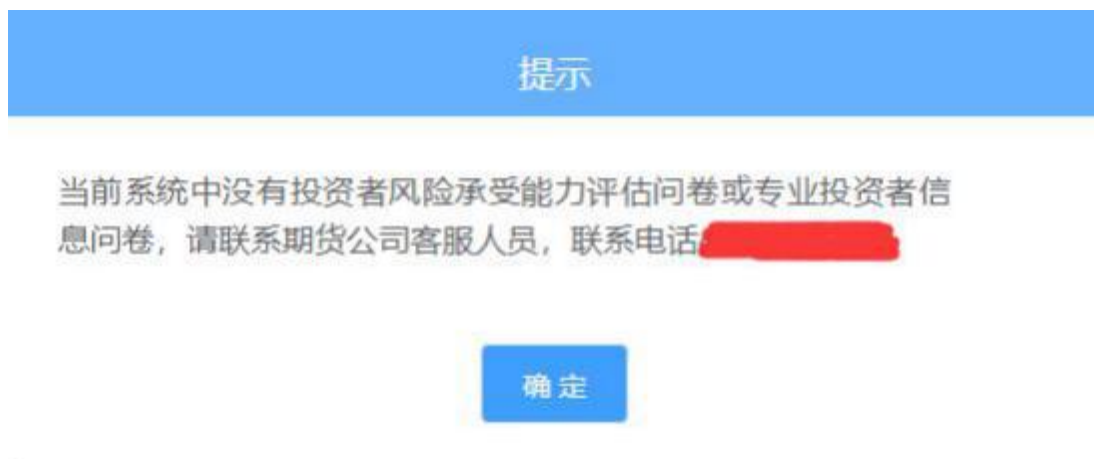 提示
当前系统中没有投资者风险承受能力评估问卷或专业投资者信
息问卷，请联系期货公司客服人员，联系电话
确定